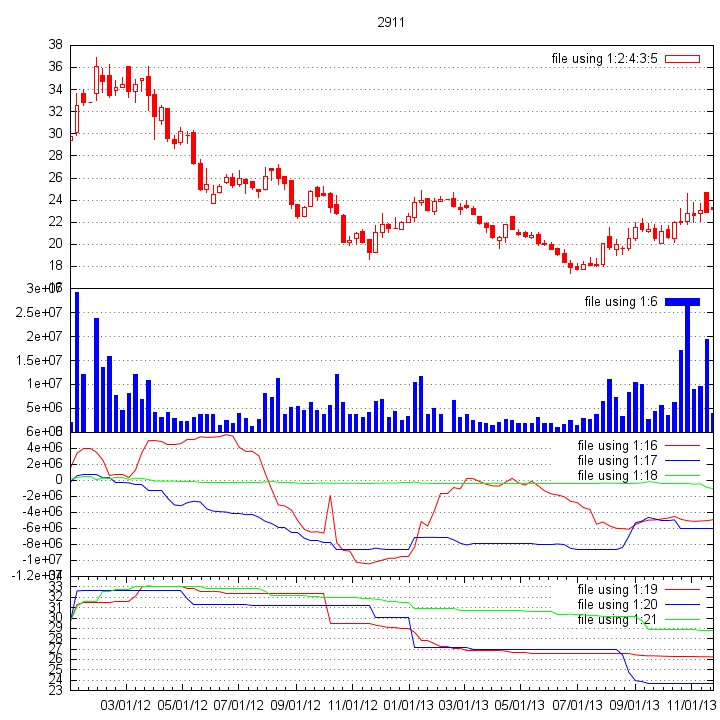 2911
38
file using 1:2:4:3:5
36
34
32
30
28
26
24
22
20
18
3e+07
file using 1:6
2.5e+07
2e+07
1.5e+07
1e+07
5e+06
4e+06
file using 1:16
2e+06
file using 1:17
0
file using 1:18
-2e+06
-4e+06
-6e+06
-8e+06
-1e+07
-1.2e+07
33
file using 1:19
32
file using 1:20
31
file using 1:21
30
29
28
27
26
25
24
23
03/01/12 05/01/12 07/01/12 09/01/12 11/01/12 01/01/13 03/01/13 05/01/13 07/01/13 09/01/13 11/01/13